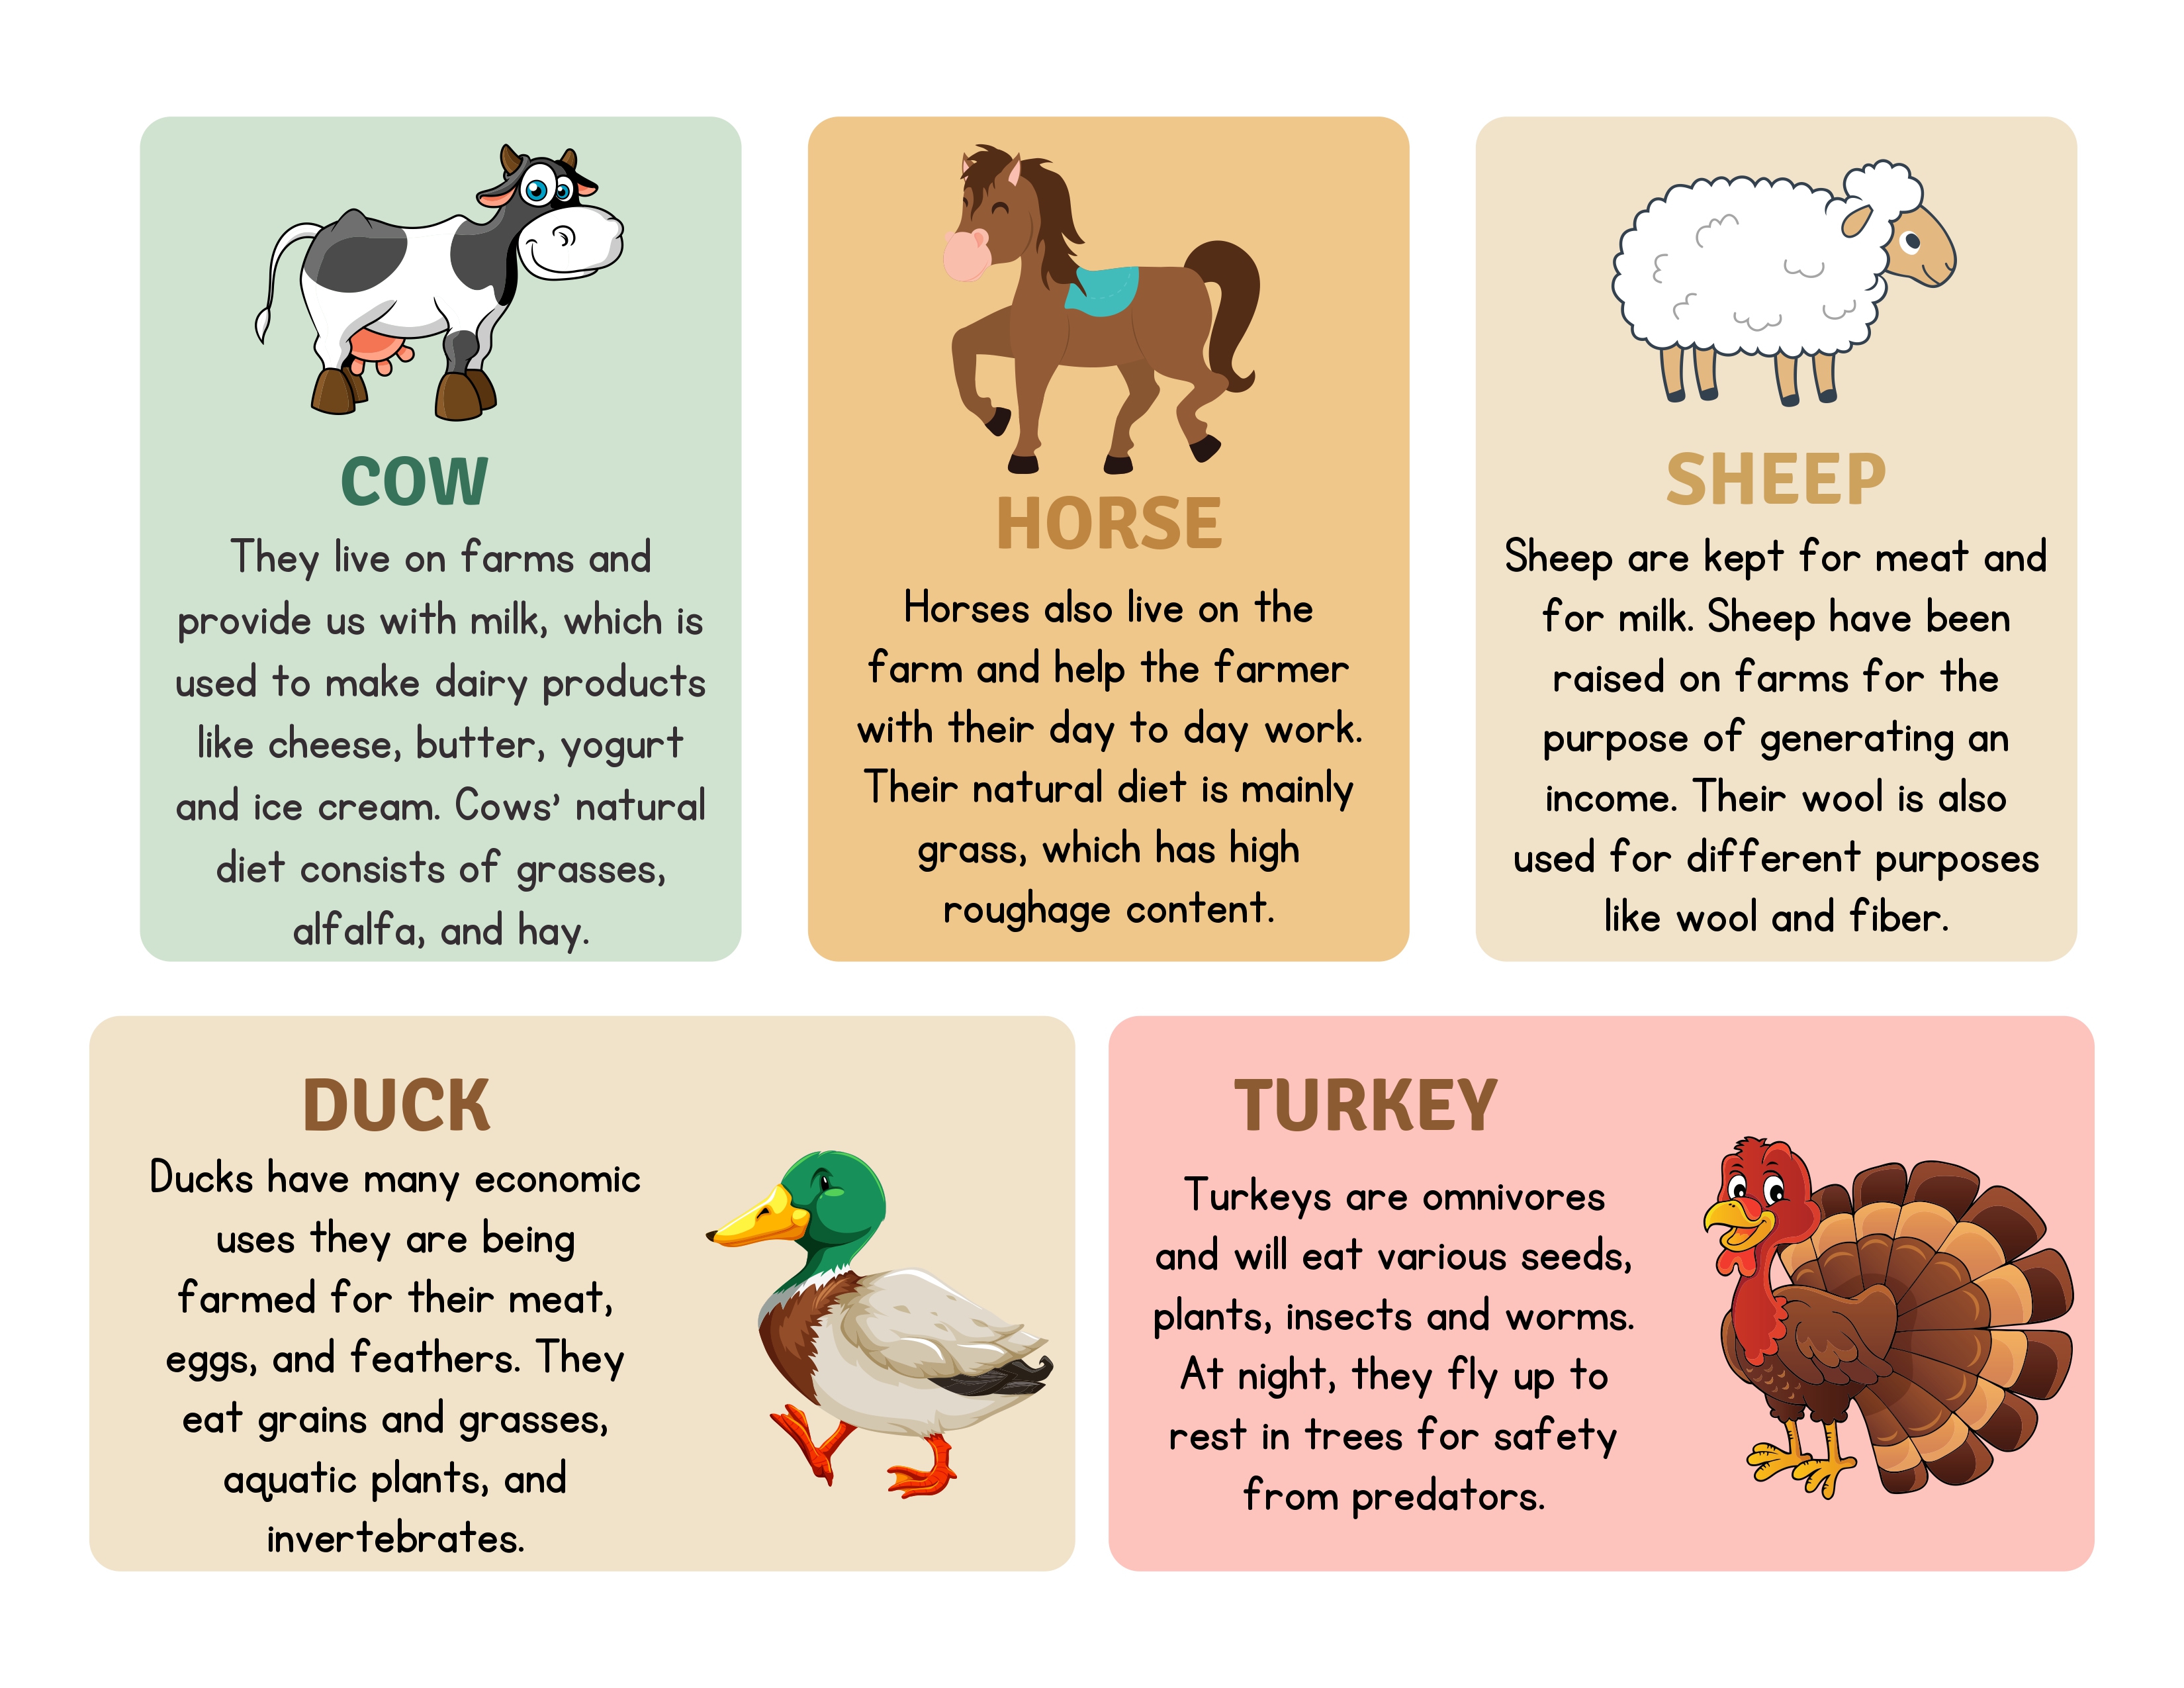 COW
They live on farms and
provide us with milk, which is
used to make dairy products
like cheese, butter, yogurt
and ice cream. Cows’ natural
diet consists of grasses,
alfalfa, and hay.
HORSE
Horses also live on the
farm and help the farmer
with their day to day work.
Their natural diet is mainly
grass, which has high
roughage content.
SHEEP
Sheep are kept for meat and
for milk. Sheep have been
raised on farms for the
purpose of generating an
income. Their wool is also
used for different purposes
like wool and fiber.
DUCK
Ducks have many economic
uses they are being
farmed for their meat,
eggs, and feathers. They
eat grains and grasses,
aquatic plants, and
invertebrates.
TURKEY
Turkeys are omnivores
and will eat various seeds,
plants, insects and worms.
At night, they fly up to
rest in trees for safety
from predators.